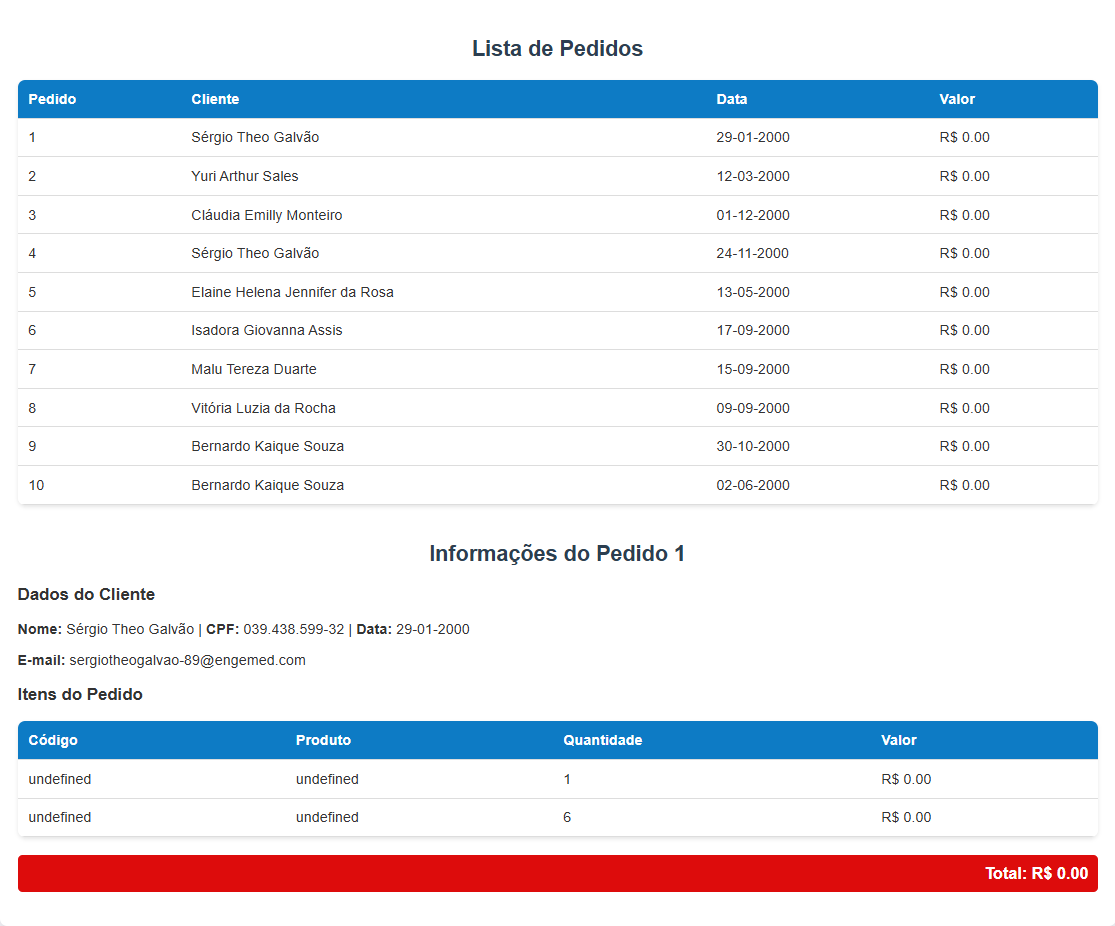 Lista de Pedidos
Pedido Cliente Data Valor
1 Sérgio Theo Galvão 29-01-2000 R$ 0.00
2 Yuri Arthur Sales 12-03-2000 R$ 0.00
3 Cláudia Emilly Monteiro 01-12-2000 R$ 0.00
4 Sérgio Theo Galvão 24-11-2000 R$ 0.00
5 Elaine Helena Jennifer da Rosa 13-05-2000 R$ 0.00
6 Isadora Giovanna Assis 17-09-2000 R$ 0.00
7 Malu Tereza Duarte 15-09-2000 R$ 0.00
8 Vitória Luzia da Rocha 09-09-2000 R$ 0.00
9 Bernardo Kaique Souza 30-10-2000 R$ 0.00
10 Bernardo Kaique Souza 02-06-2000 R$ 0.00
Informações do Pedido 1
Dados do Cliente
Nome: Sérgio Theo Galvão | CPF: 039.438.599-32 | Data: 29-01-2000
E-mail: sergiotheogalvao-89@engemed.com
Itens do Pedido
Código Produto Quantidade Valor
undefined undefined 1 R$ 0.00
undefined undefined 6 R$ 0.00
Total: R$ 0.00